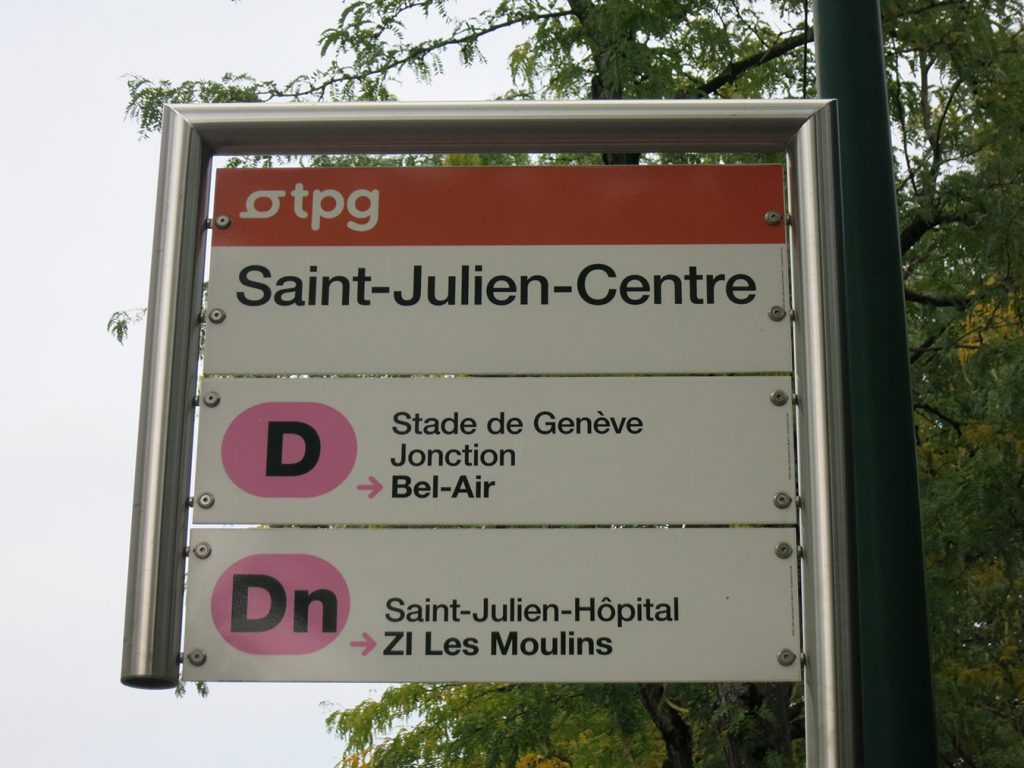 tpg
Saint-Julien-Centre
D
Stade de Genève
Jonction
→ Bel-Air
Dn
Saint-Julien-Hôpital
→ ZI Les Moulins